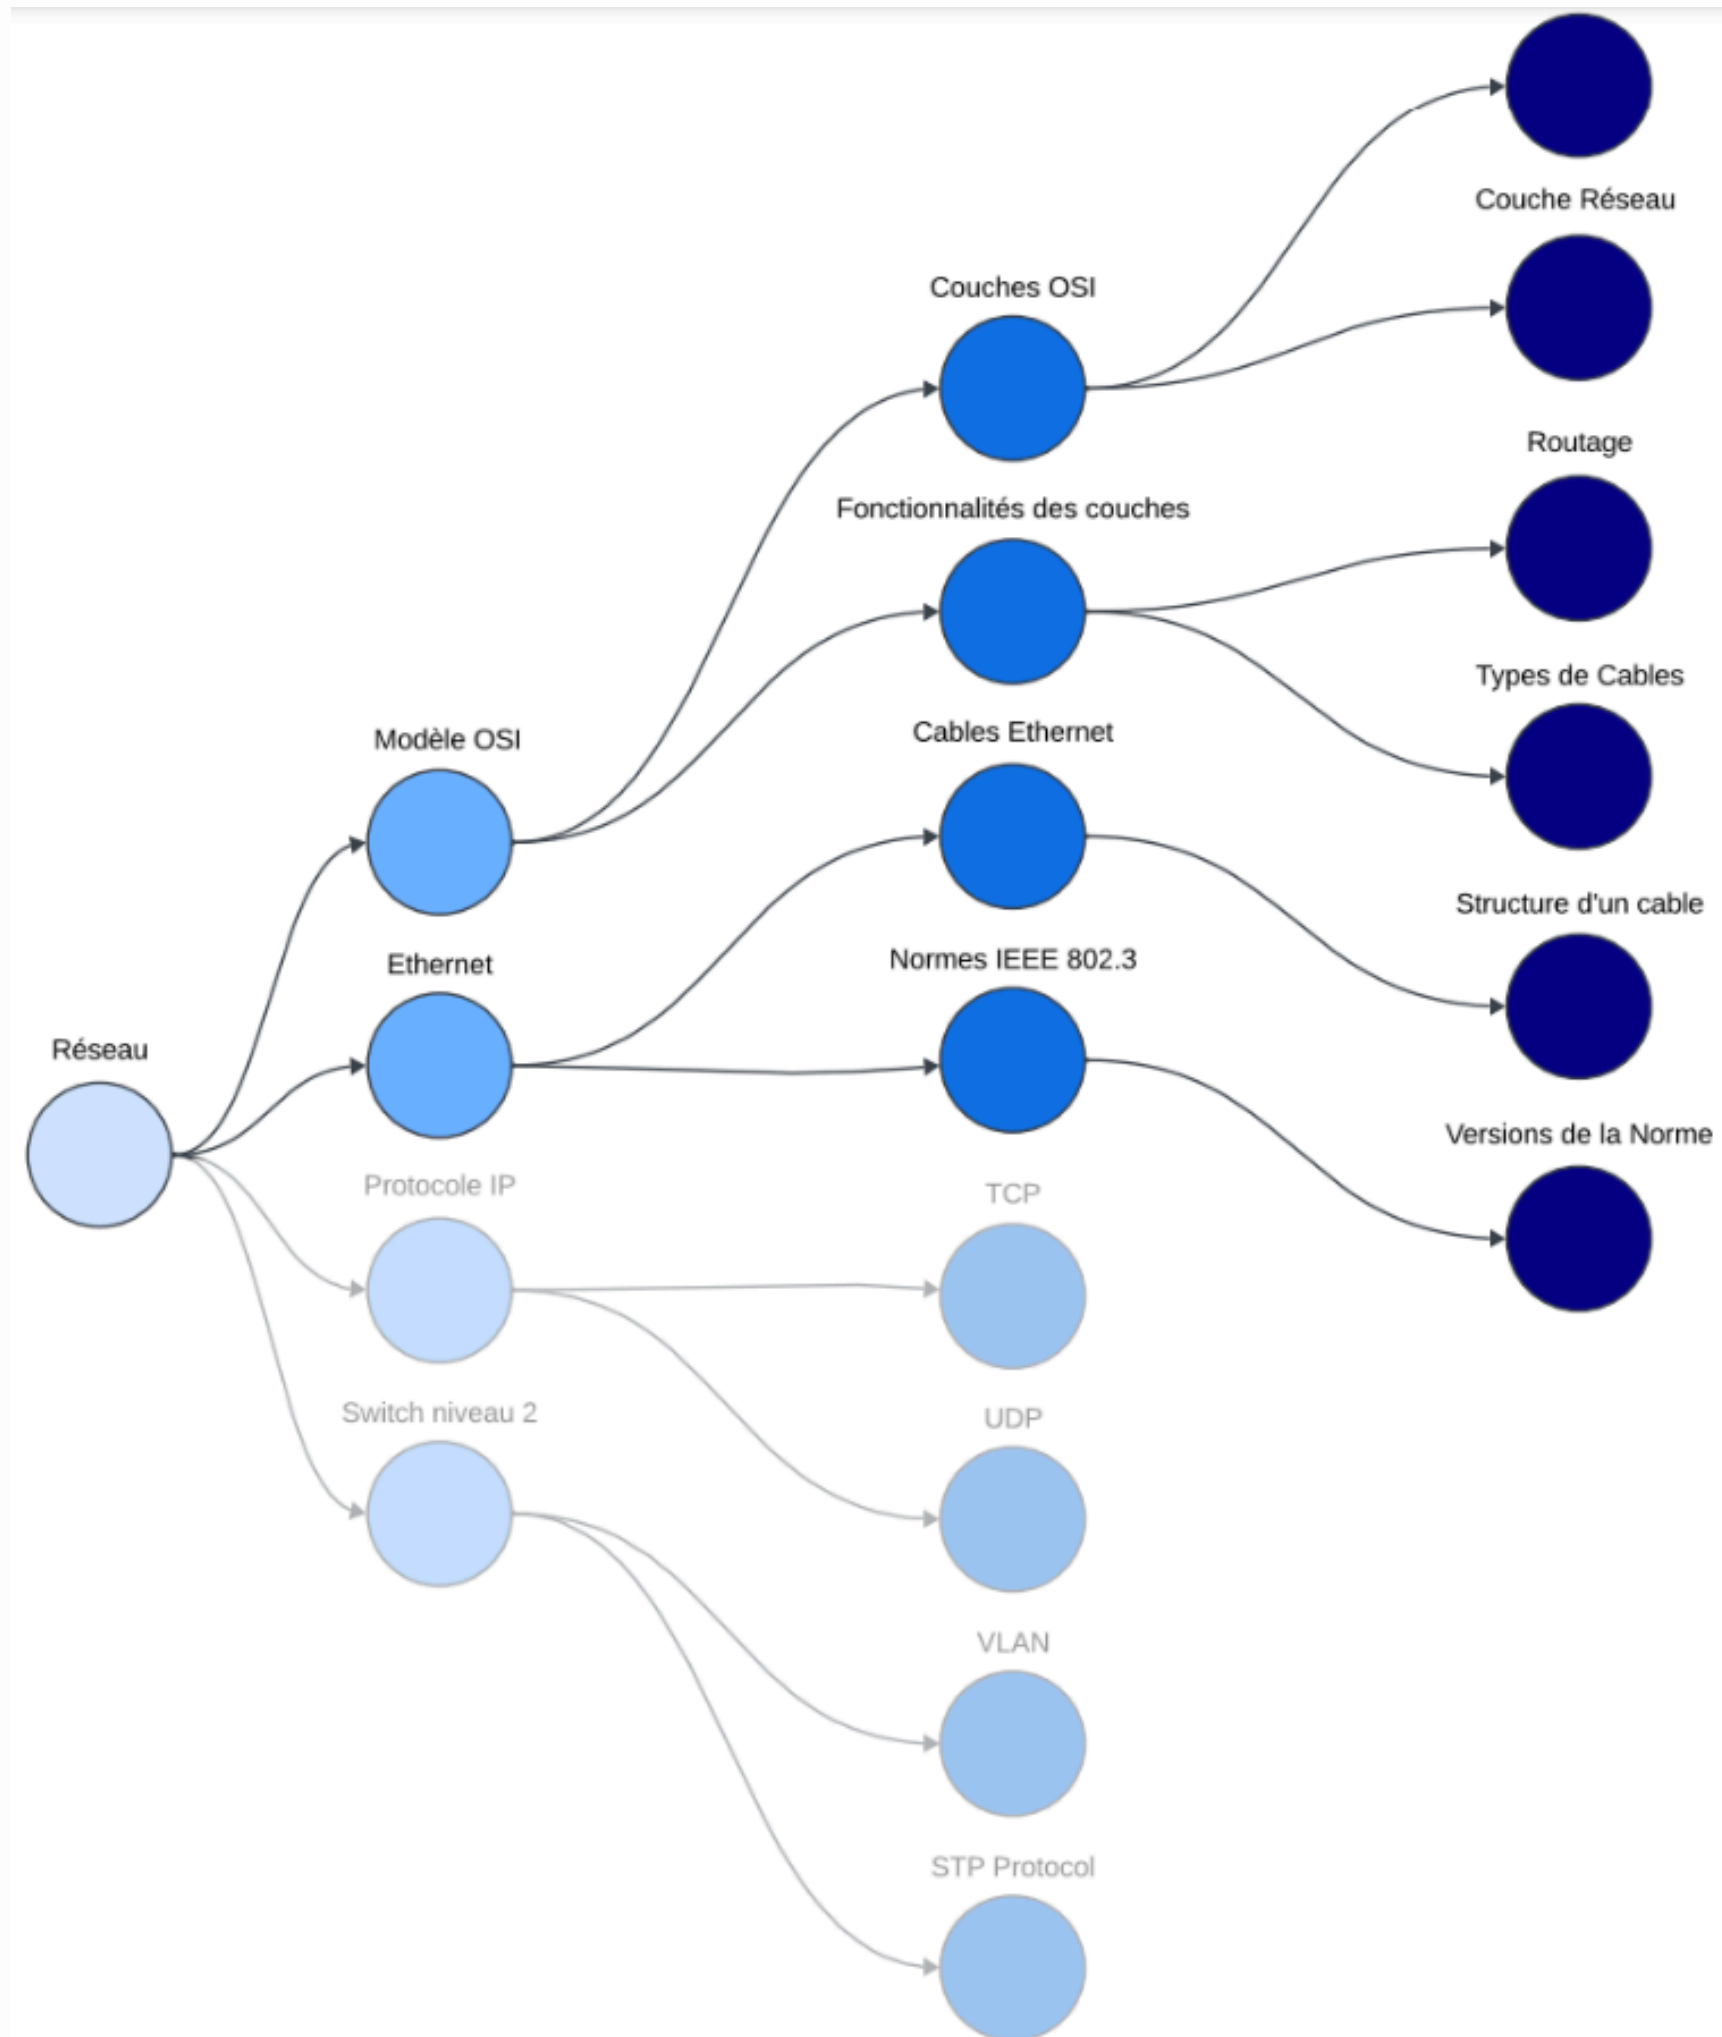 Couche Réseau
Couches OSI
Routage
Fonctionnalités des couches
Types de Cables
Cables Ethernet
Modèle OSI
Structure d'un cable
Normes IEEE 802.3
Ethernet
Réseau
Versions de la Norme
Protocole IP
TCP
Switch niveau 2
UDP
VLAN
STP Protocol